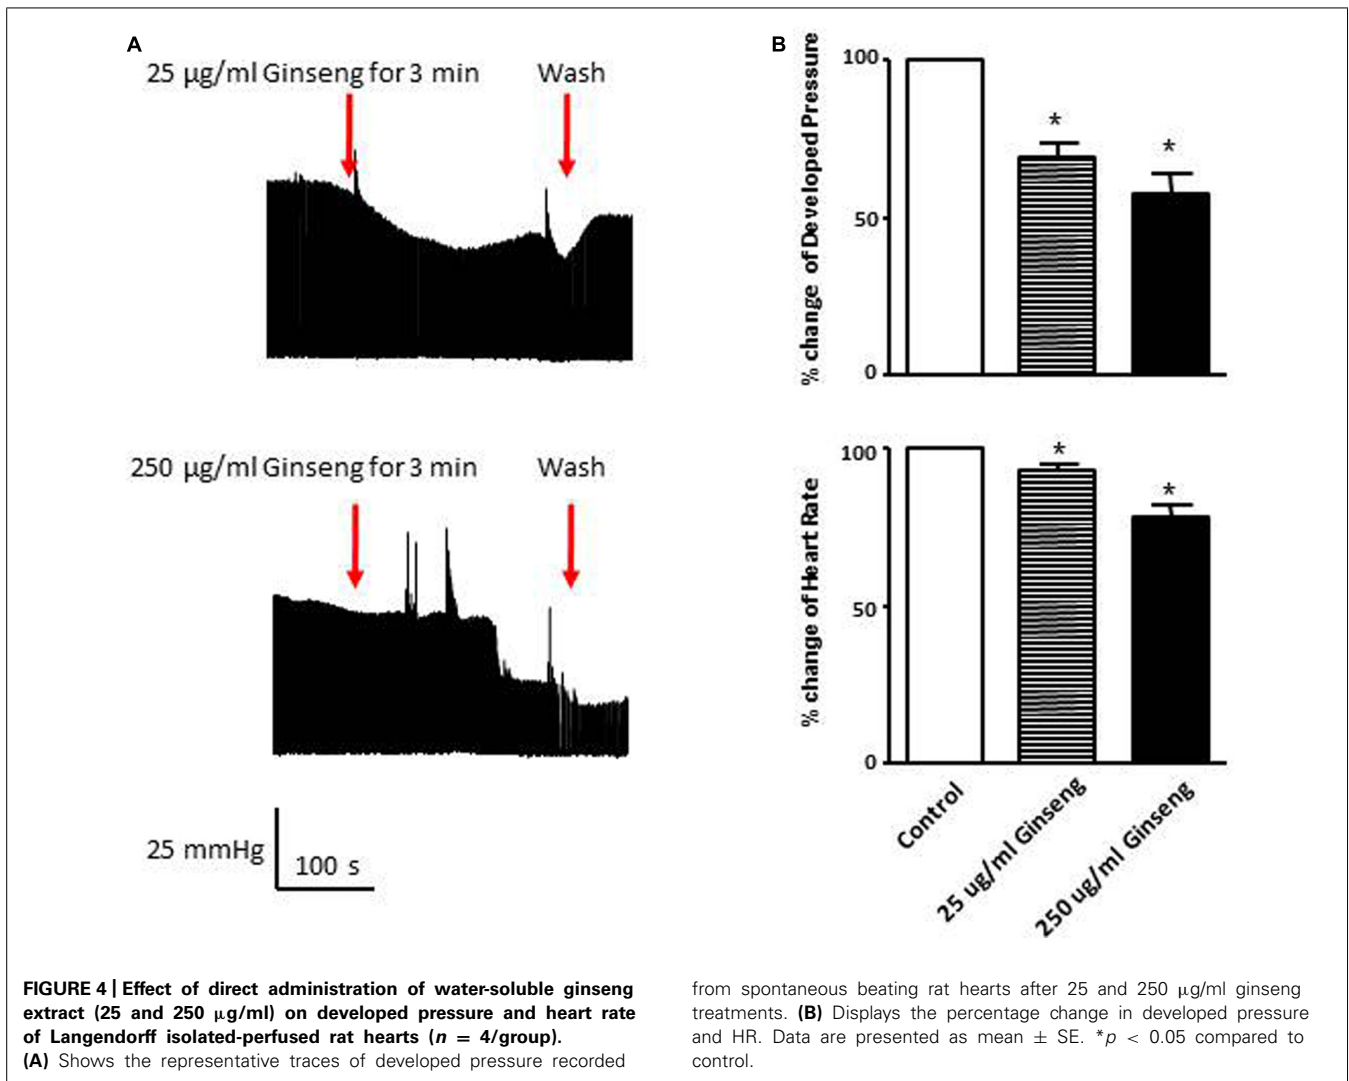 A
25 µg/ml Ginseng for 3 min
Wash
250 µg/ml Ginseng for 3 min
Wash
25 mmHg
100 s
B
% change of Developed Pressure
100
50
0
*
*
% change of Heart Rate
100
50
0
*
*
Control
25 ug/ml Ginseng
250 ug/ml Ginseng
FIGURE 4 | Effect of direct administration of water-soluble ginseng
extract (25 and 250 µg/ml) on developed pressure and heart rate
of Langendorff isolated-perfused rat hearts (n = 4/group).
(A) Shows the representative traces of developed pressure recorded
from spontaneous beating rat hearts after 25 and 250 µg/ml ginseng
treatments. (B) Displays the percentage change in developed pressure
and HR. Data are presented as mean ± SE. *p < 0.05 compared to
control.